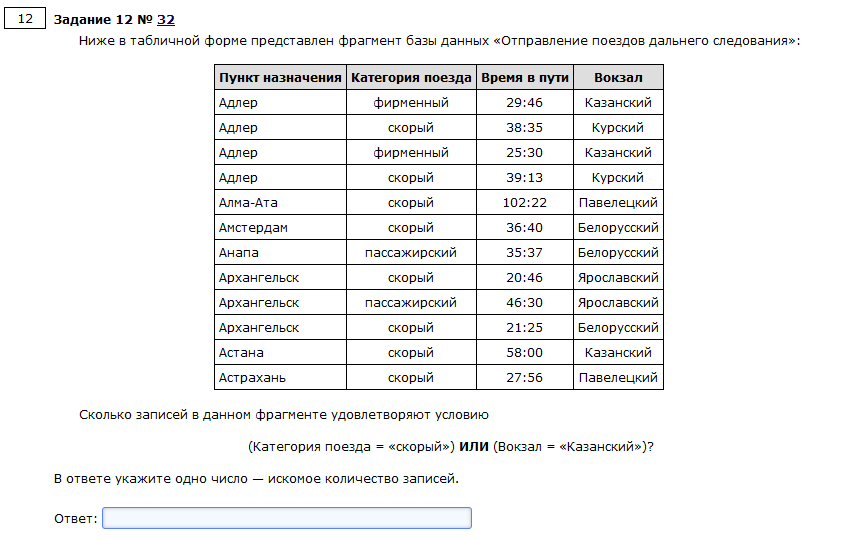 12 Задание 12 № 32
Ниже в табличной форме представлен фрагмент базы данных «Отправление поездов дальнего следования»:
Пункт назначения Категория поезда Время в пути Вокзал
Адлер фирменный 29:46 Казанский
Адлер скорый 38:35 Курский
Адлер фирменный 25:30 Казанский
Адлер скорый 39:13 Курский
Алма-Ата скорый 102:22 Павелецкий
Амстердам скорый 36:40 Белорусский
Анапа пассажирский 35:37 Белорусский
Архангельск скорый 20:46 Ярославский
Архангельск пассажирский 46:30 Ярославский
Архангельск скорый 21:25 Белорусский
Астана скорый 58:00 Казанский
Астрахань скорый 27:56 Павелецкий
Сколько записей в данном фрагменте удовлетворяют условию
(Категория поезда = «скорый») ИЛИ (Вокзал = «Казанский»)?
В ответе укажите одно число — искомое количество записей.
Ответ: